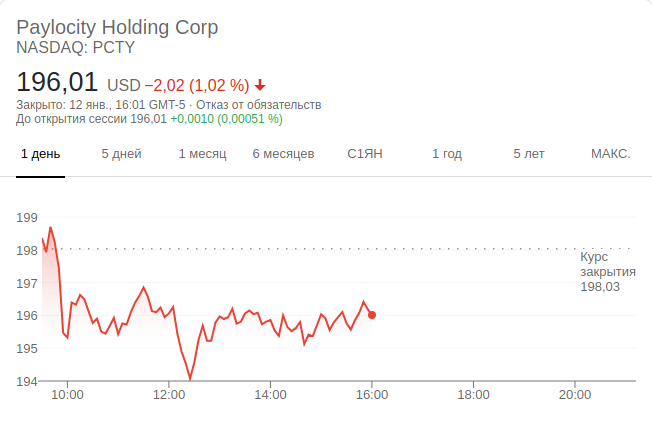 Paylocity Holding Corp
NASDAQ: PCTY
196,01 USD −2,02 (1,02 %)
Закрыто: 12 янв., 16:01 GMT-5 · Отказ от обязательств
До открытия сессии 196,01 +0,0010 (0,00051 %)
1 день 5 дней 1 месяц 6 месяцев С1ЯН 1 год 5 лет МАКС.
199
198
Курс
закрытия
198,03
197
196
195
194
10:00 12:00 14:00 16:00 18:00 20:00